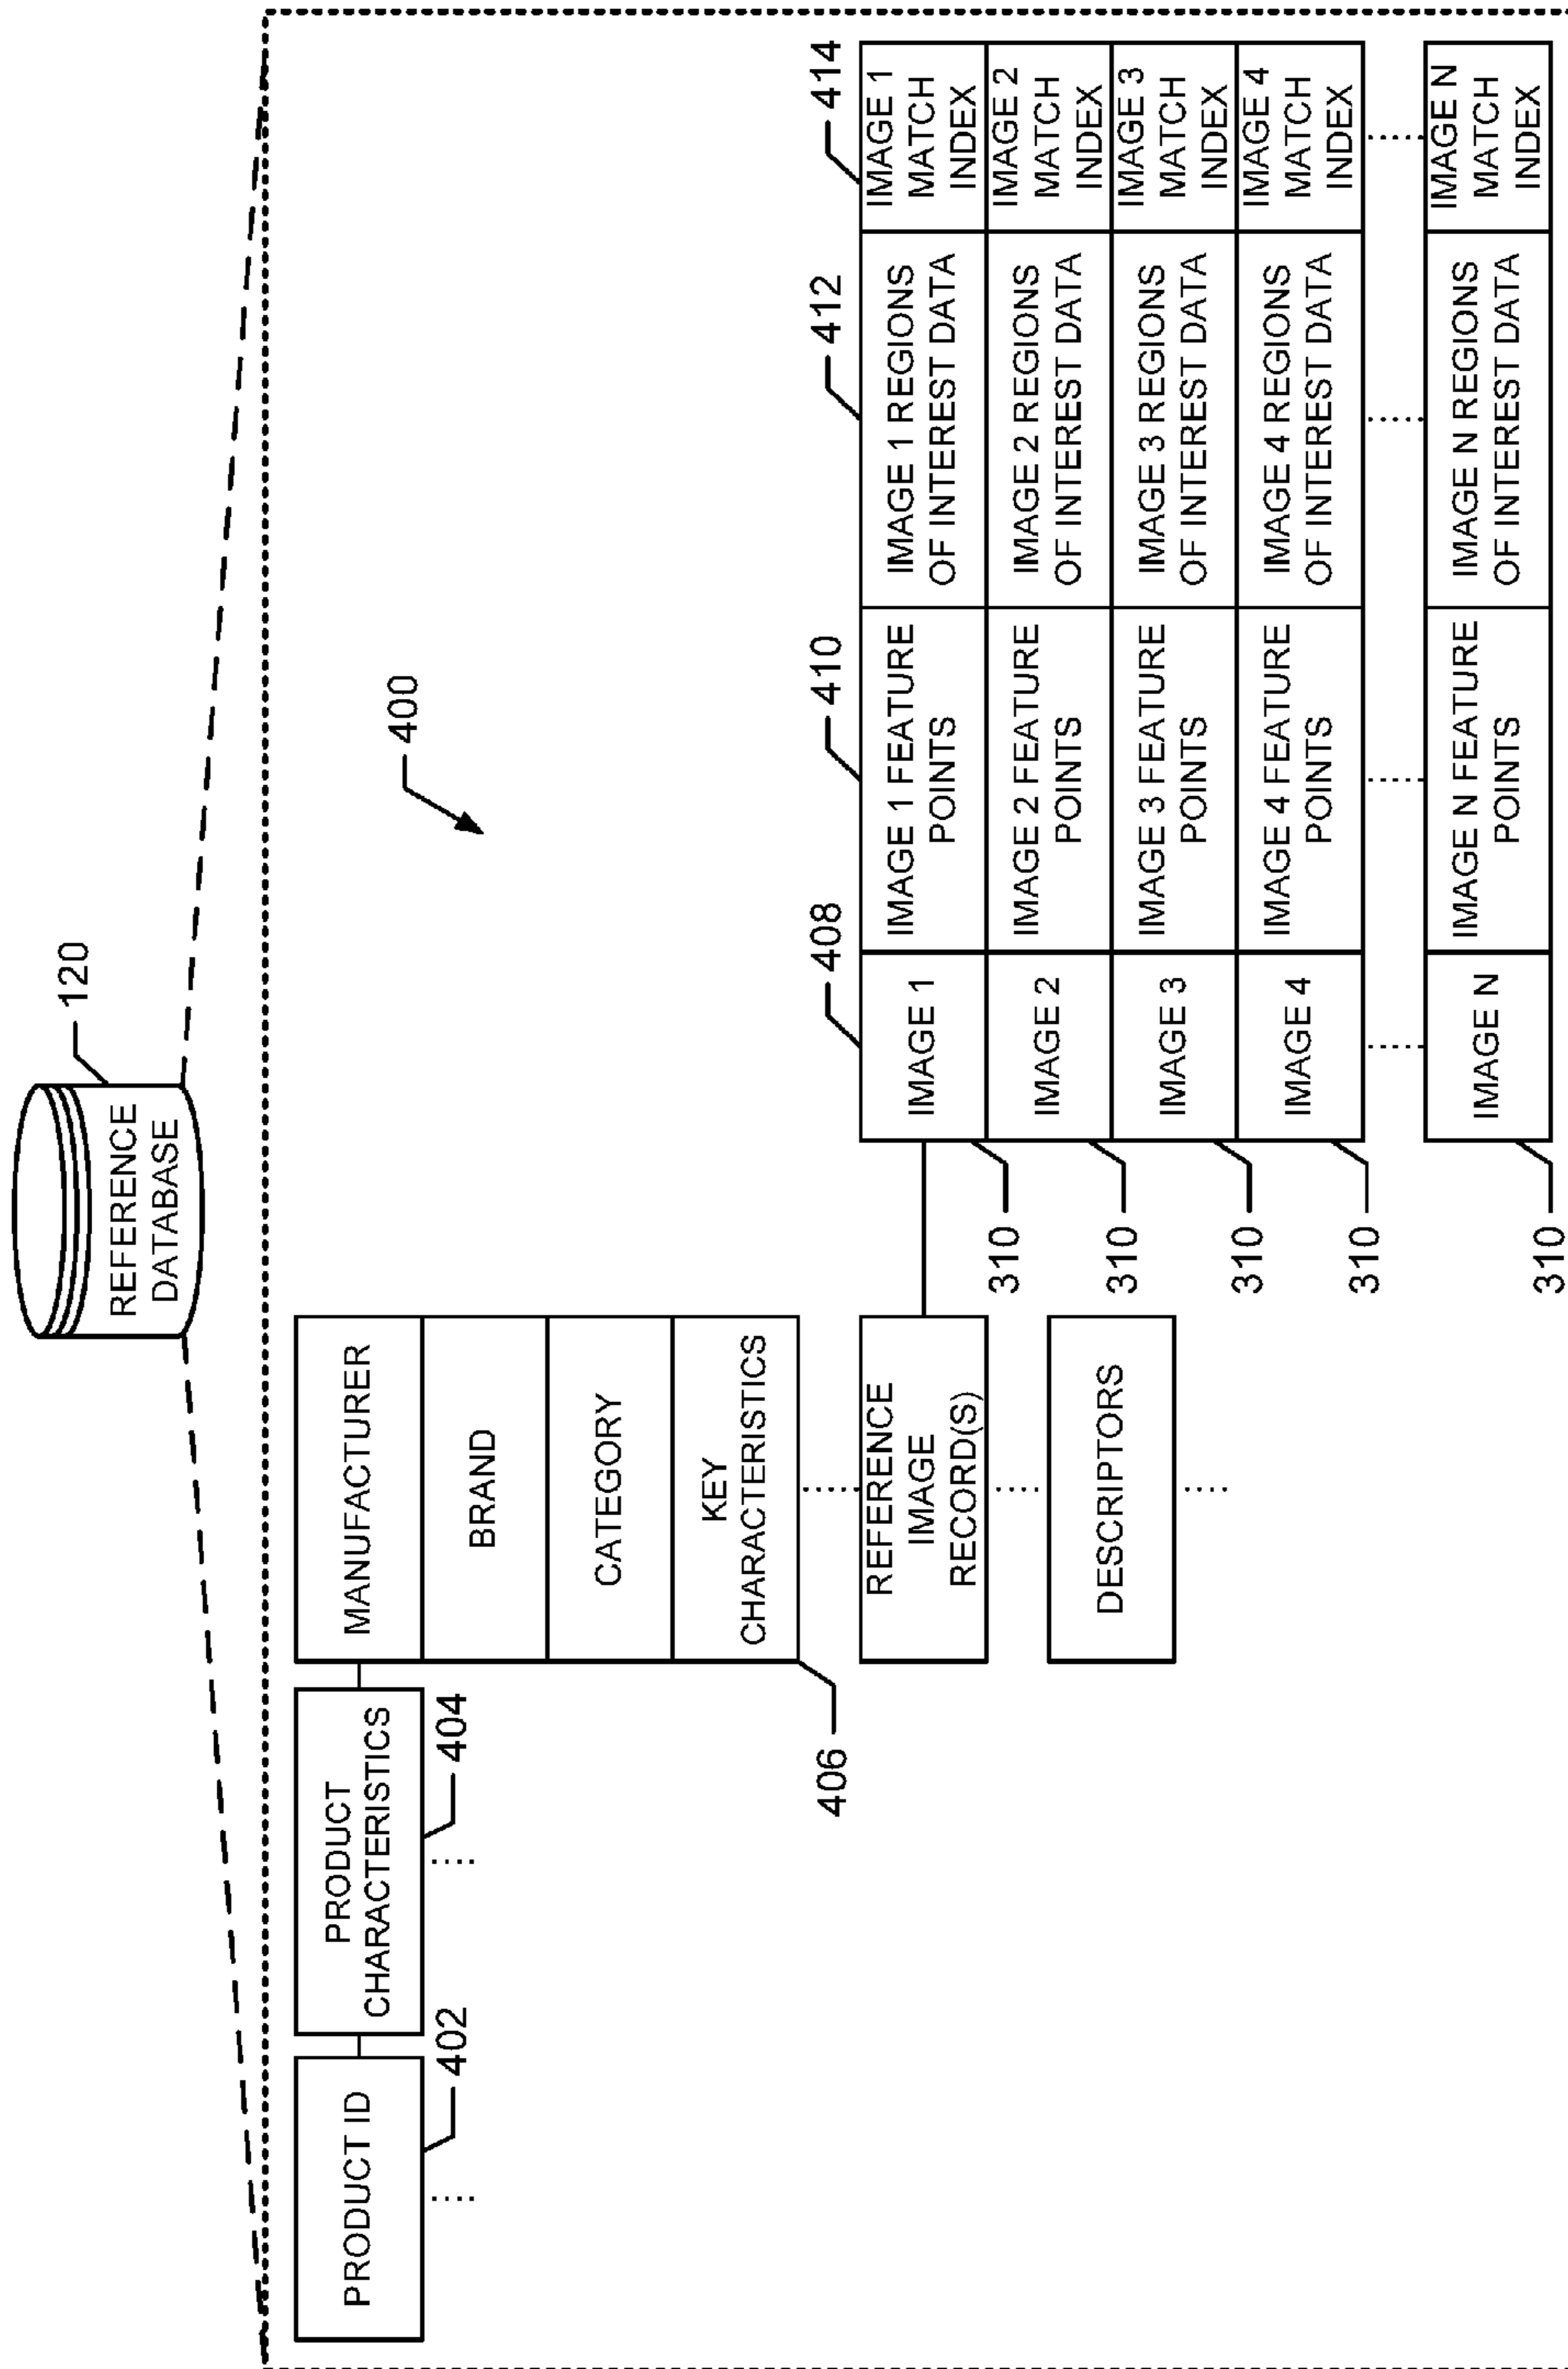 REFERENCE
DATABASE
120
400
PRODUCT ID
402
PRODUCT
CHARACTERISTICS
404
MANUFACTURER
BRAND
CATEGORY
KEY
CHARACTERISTICS
406
REFERENCE
IMAGE
RECORD(S)
DESCRIPTORS
408
410
412
414
IMAGE 1
IMAGE 1 FEATURE
POINTS
IMAGE 1 REGIONS
OF INTEREST DATA
IMAGE 1
MATCH
INDEX
310
IMAGE 2
IMAGE 2 FEATURE
POINTS
IMAGE 2 REGIONS
OF INTEREST DATA
IMAGE 2
MATCH
INDEX
310
IMAGE 3
IMAGE 3 FEATURE
POINTS
IMAGE 3 REGIONS
OF INTEREST DATA
IMAGE 3
MATCH
INDEX
310
IMAGE 4
IMAGE 4 FEATURE
POINTS
IMAGE 4 REGIONS
OF INTEREST DATA
IMAGE 4
MATCH
INDEX
310
IMAGE N
IMAGE N FEATURE
POINTS
IMAGE N REGIONS
OF INTEREST DATA
IMAGE N
MATCH
INDEX
310